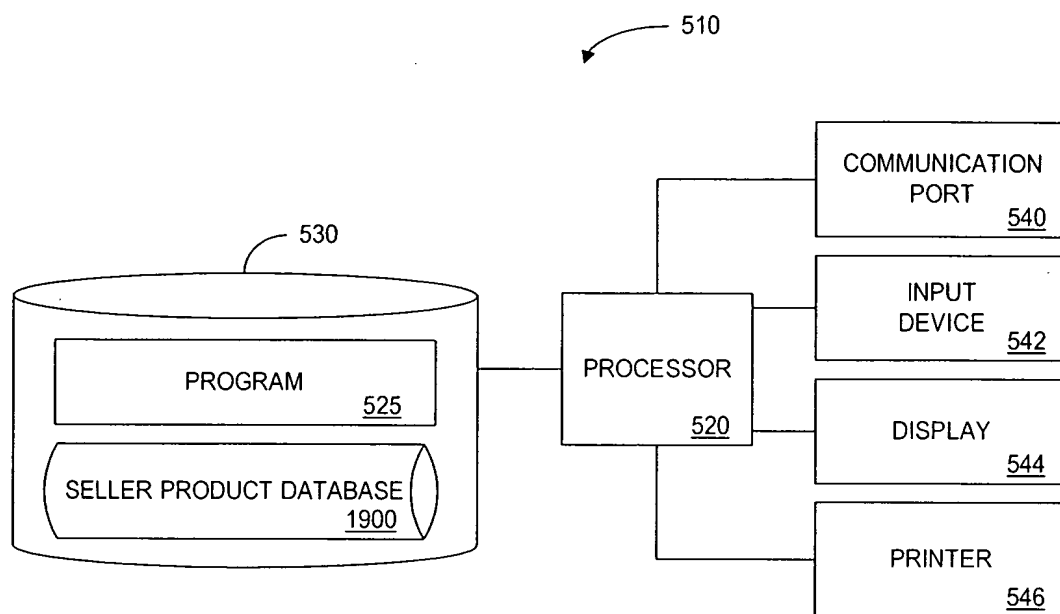 510
530
PROGRAM
525
SELLER PRODUCT DATABASE
1900
PROCESSOR
520
COMMUNICATION
PORT
540
INPUT
DEVICE
542
DISPLAY
544
PRINTER
546